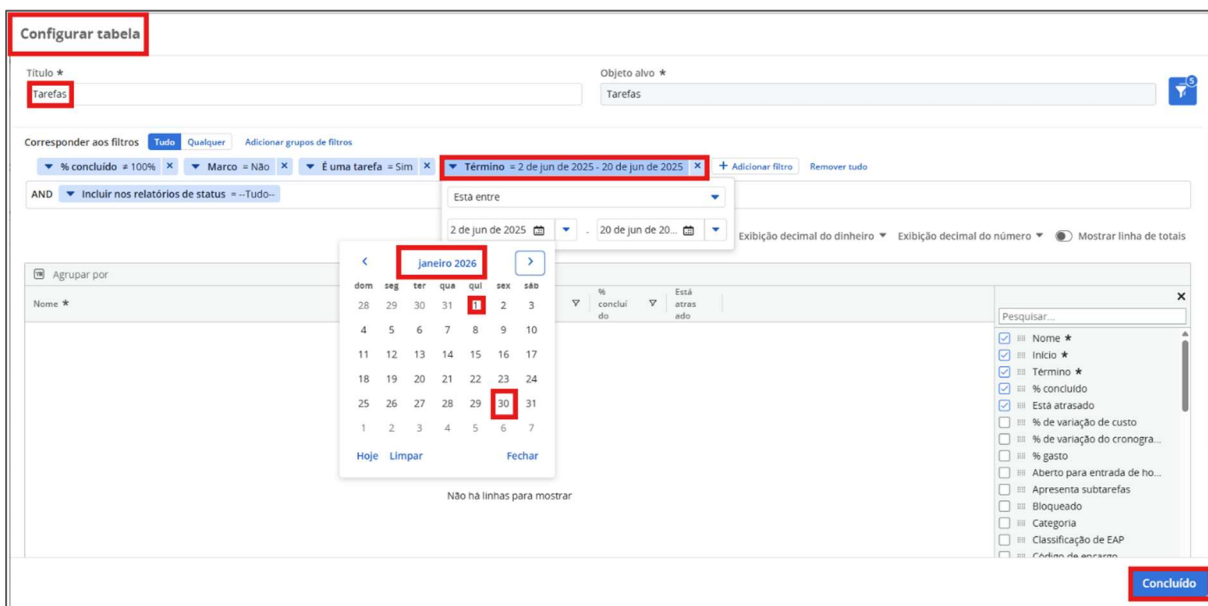 Configurar tabela
Título *
Objeto alvo *
Tarefas
Tarefas
5
Corresponder aos filtros Tudo Qualquer Adicionar grupos de filtros
% concluído ≠ 100% × Marco = Não × É uma tarefa = Sim × Término = 2 de jun de 2025 - 20 de jun de 2025 × + Adicionar filtro Remover tudo
AND Incluir nos relatórios de status = --Tudo--
Está entre
2 de jun de 2025 - 20 de jun de 20...
Exibição decimal do dinheiro Exibição decimal do número Mostrar linha de totais
janeiro 2026
dom seg ter qua qui sex sáb
28 29 30 31 1 2 3
4 5 6 7 8 9 10
11 12 13 14 15 16 17
18 19 20 21 22 23 24
25 26 27 28 29 30 31
1 2 3 4 5 6 7
Hoje Limpar Fechar
Agrupar por
Nome *
%
concluí
do
Está
atras
ado
Não há linhas para mostrar
Pesquisar...
Nome *
Início *
Término *
% concluído
Está atrasado
% de variação de custo
% de variação do cronogra...
% gasto
Aberto para entrada de ho...
Apresenta subtarefas
Bloqueado
Categoria
Classificação de EAP
Código de encargo
Concluído